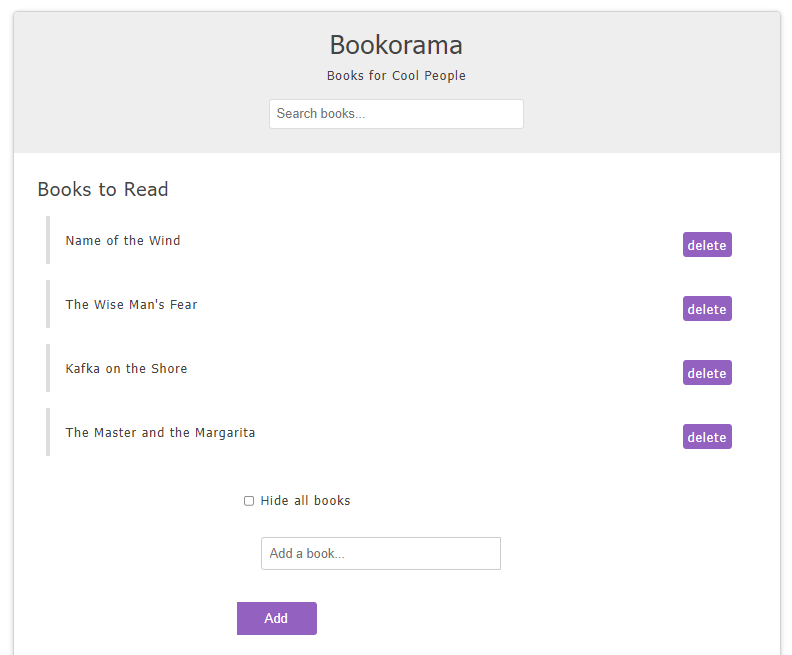 Bookorama
Books for Cool People
Search books...
Books to Read
Name of the Wind
delete
The Wise Man's Fear
delete
Kafka on the Shore
delete
The Master and the Margarita
delete
Hide all books
Add a book...
Add